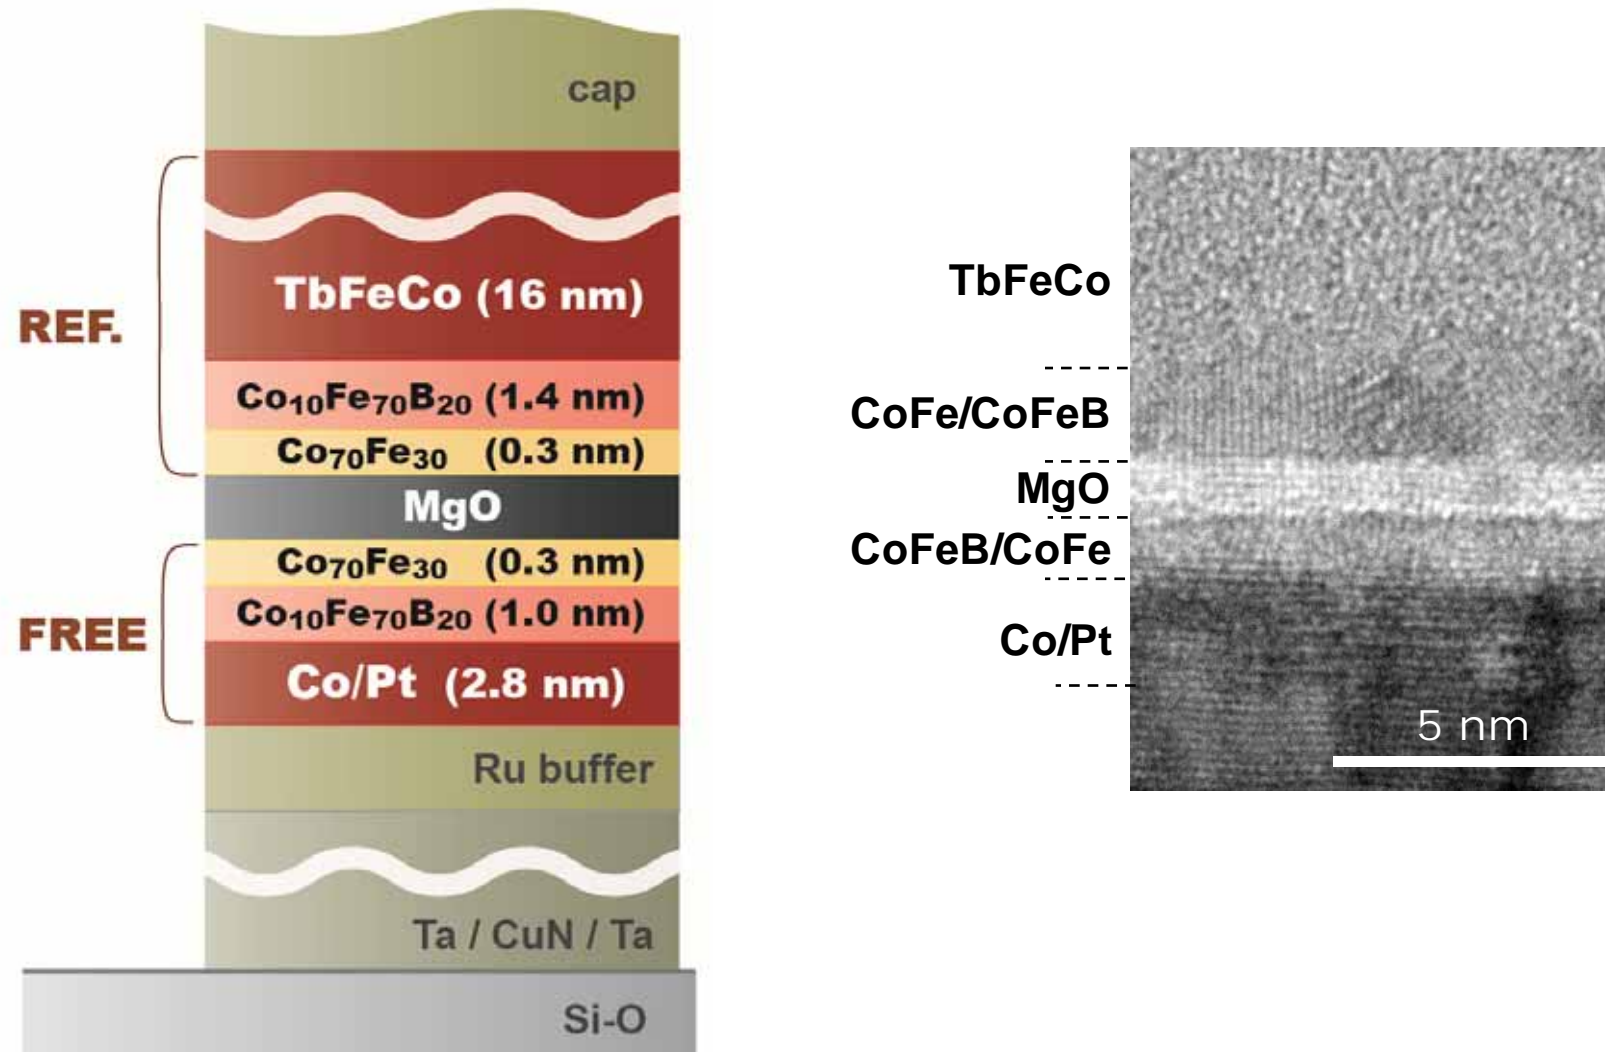 cap
REF.
TbFeCo (16 nm)
Co₁₀Fe₇₀B₂₀ (1.4 nm)
Co₇₀Fe₃₀ (0.3 nm)
MgO
FREE
Co₇₀Fe₃₀ (0.3 nm)
Co₁₀Fe₇₀B₂₀ (1.0 nm)
Co/Pt (2.8 nm)
Ru buffer
Ta / CuN / Ta
Si-O
TbFeCo
CoFe/CoFeB
MgO
CoFeB/CoFe
Co/Pt
5 nm